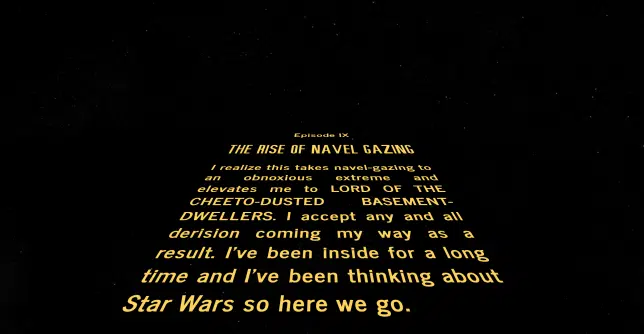 Episode IX
THE RISE OF NAVEL GAZING
I realize this takes navel-gazing to
an obnoxious extreme and
elevates me to LORD OF THE
CHEETO-DUSTED BASEMENT-
DWELLERS. I accept any and all
derision coming my way as a
result. I've been inside for a long
time and I've been thinking about
Star Wars so here we go.